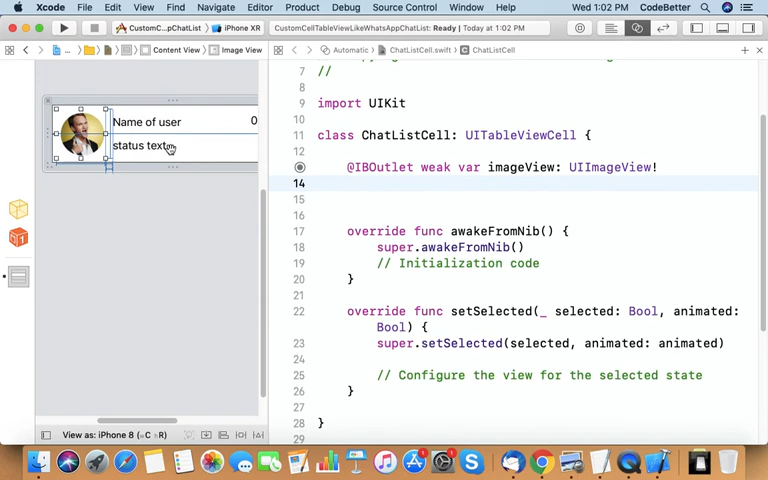 Xcode File Edit View Find Navigate Editor Product Debug Source Control Window Help Wed 1:02 PM CodeBetter
CustomC...pChatList iPhone XR CustomCellTableViewLikeWhatsAppChatList: Ready | Today at 1:02 PM
... Content View Image View Automatic ChatListCell.swift ChatListCell
7 //
8
9 import UIKit
10
11 class ChatListCell: UITableViewCell {
12
@IBOutlet weak var imageView: UIImageView!
14
15
16
17 override func awakeFromNib() {
18 super.awakeFromNib()
19 // Initialization code
20 }
21
22 override func setSelected(_ selected: Bool, animated:
Bool) {
23 super.setSelected(selected, animated: animated)
24
25 // Configure the view for the selected state
26 }
27
28 }
29
Name of user 0
status text
View as: iPhone 8 (wC hR)